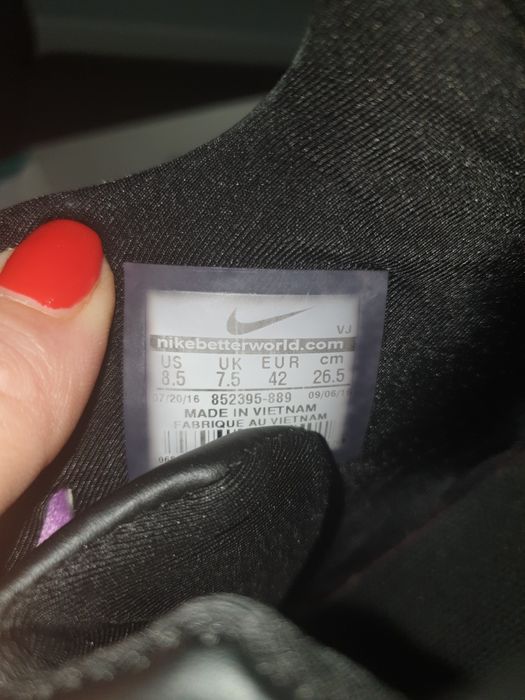 VJ
nikebetterworld.com
US UK EUR cm
8.5 7.5 42 26.5
07/20/16 852395-889 09/06/16
MADE IN VIETNAM
FABRIQUE AU VIETNAM